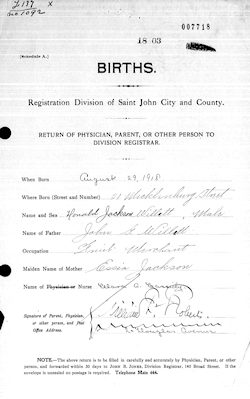 007718
J 177 X
No. 1092
18 03
(Schedule A.)
BIRTHS.
Registration Division of Saint John City and County.
RETURN OF PHYSICIAN, PARENT, OR OTHER PERSON TO
DIVISION REGISTRAR.
When Born August 29, 1918
Where Born (Street and Number) 21 Mecklenburg Street
Name and Sex Ronald Jackson Willett, Male
Name of Father John Willett
Occupation Fruit Merchant
Maiden Name of Mother Essie Jackson
Name of Physician or Nurse
Signature of Parent, Physician,
or other person, and Post
Office Address.
Douglas Avenue
NOTE.—The above return is to be filled in carefully and accurately by Physician, Parent, or other
person, and forwarded within 30 days to John B. Jones, Division Registrar, 140 Broad Street. If the
envelope is unsealed no postage is required. Telephone Main